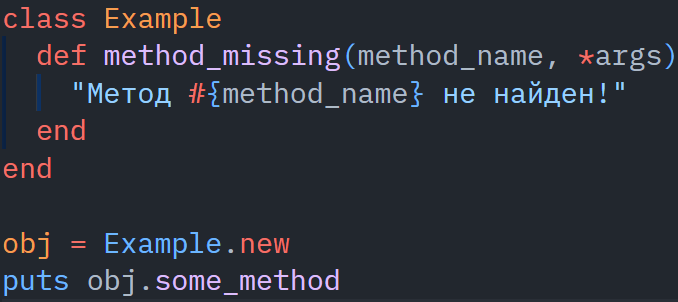 class Example
  def method_missing(method_name, *args)
    "Метод #{method_name} не найден!"
  end
end

obj = Example.new
puts obj.some_method